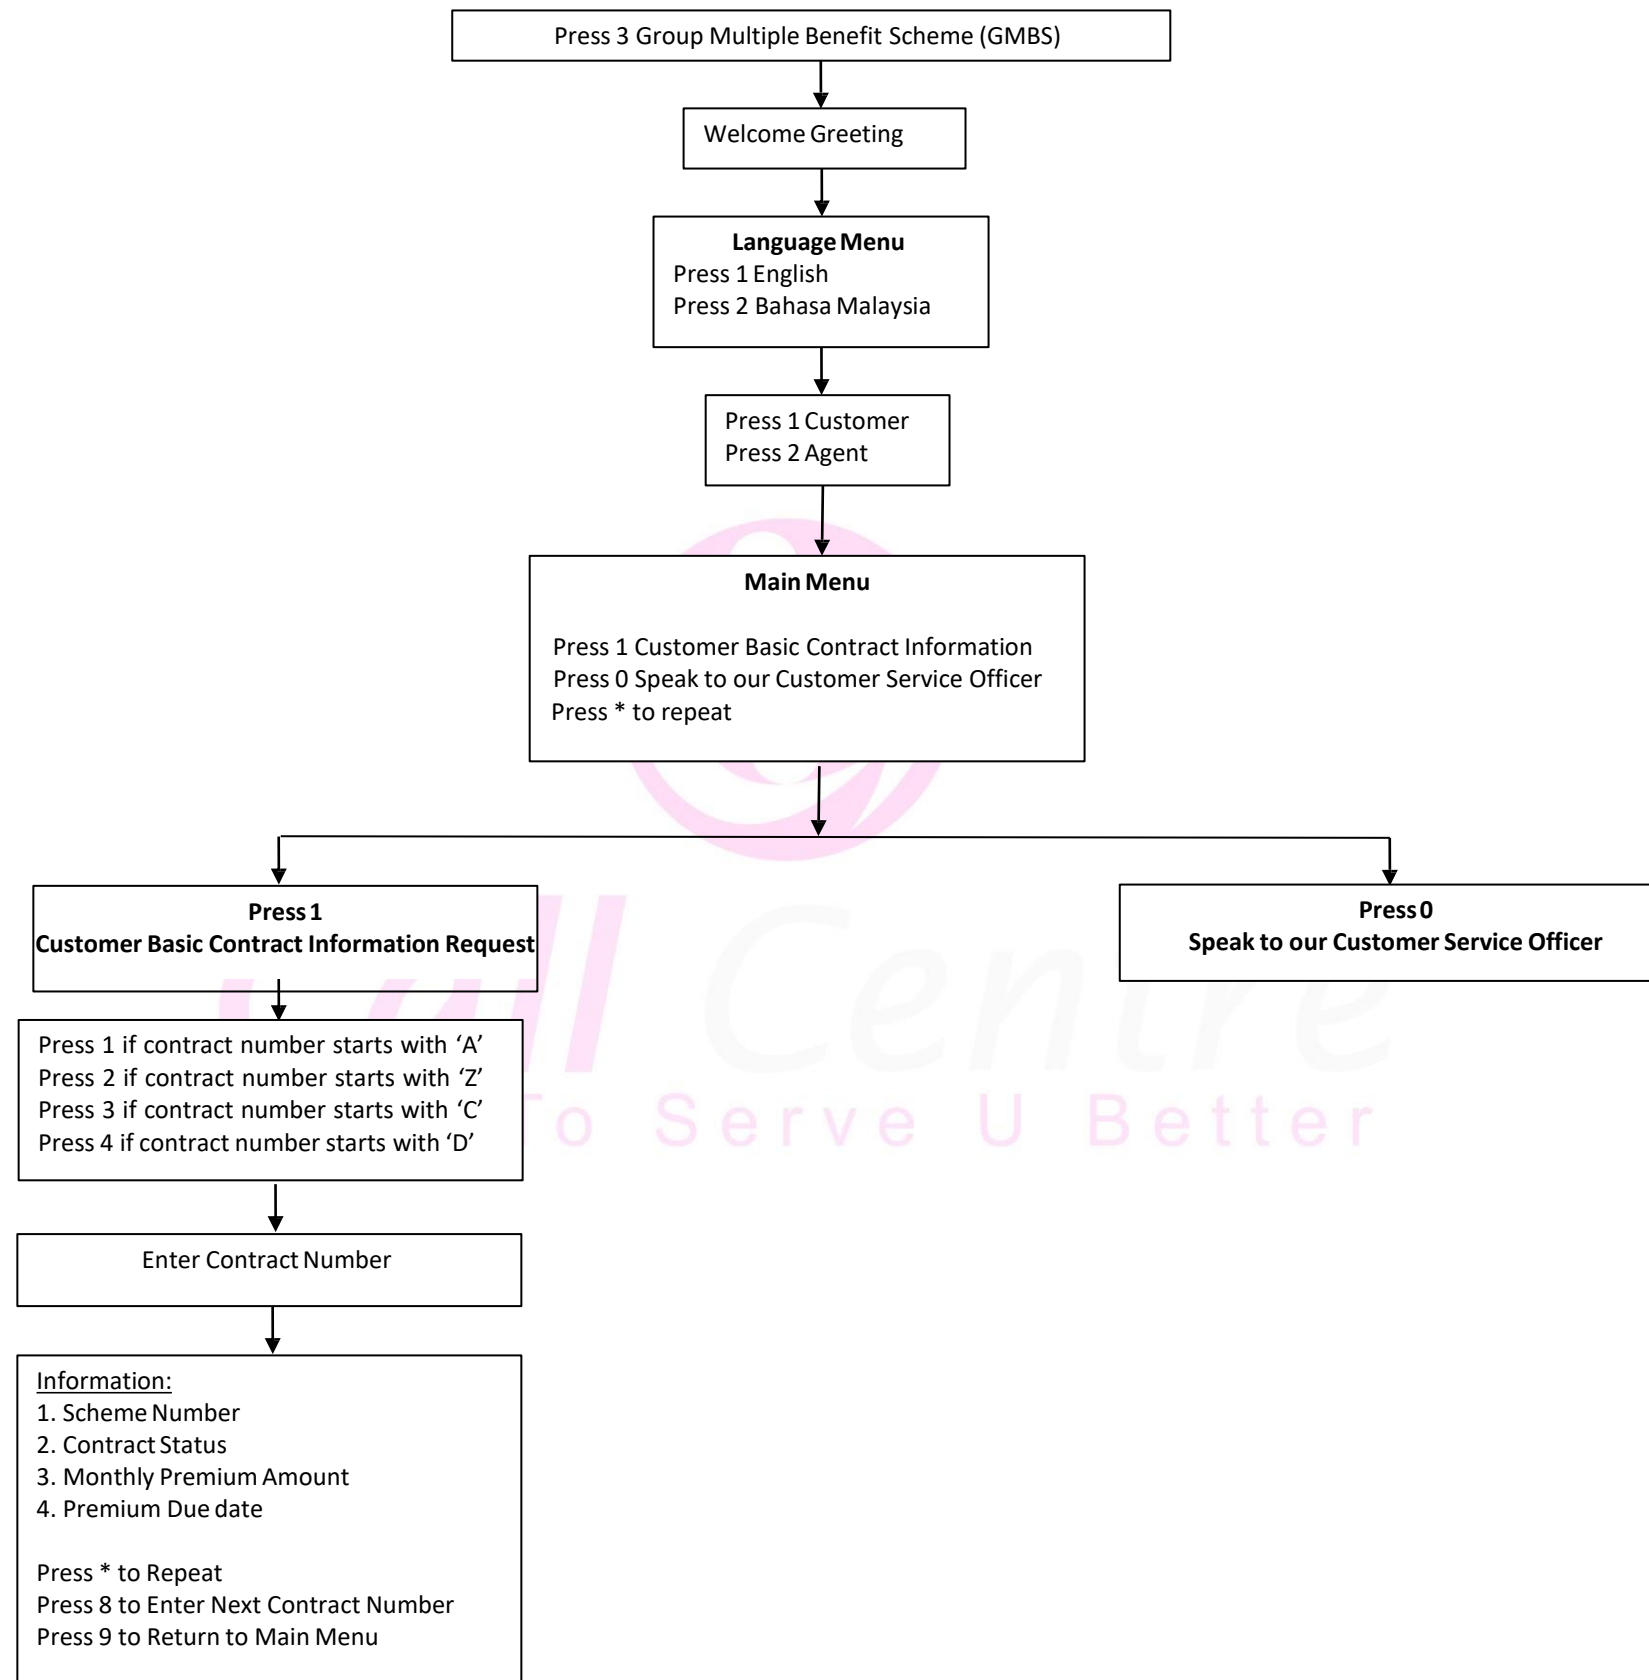 Press 3 Group Multiple Benefit Scheme (GMBS)
Welcome Greeting
Language Menu
Press 1 English
Press 2 Bahasa Malaysia
Press 1 Customer
Press 2 Agent
Main Menu
Press 1 Customer Basic Contract Information
Press 0 Speak to our Customer Service Officer
Press * to repeat
Press 1
Customer Basic Contract Information Request
Press 0
Speak to our Customer Service Officer
Press 1 if contract number starts with ‘A’
Press 2 if contract number starts with ‘Z’
Press 3 if contract number starts with ‘C’
Press 4 if contract number starts with ‘D’
Centre
To Serve U Better
Enter Contract Number
Information:
1. Scheme Number
2. Contract Status
3. Monthly Premium Amount
4. Premium Due date
Press * to Repeat
Press 8 to Enter Next Contract Number
Press 9 to Return to Main Menu